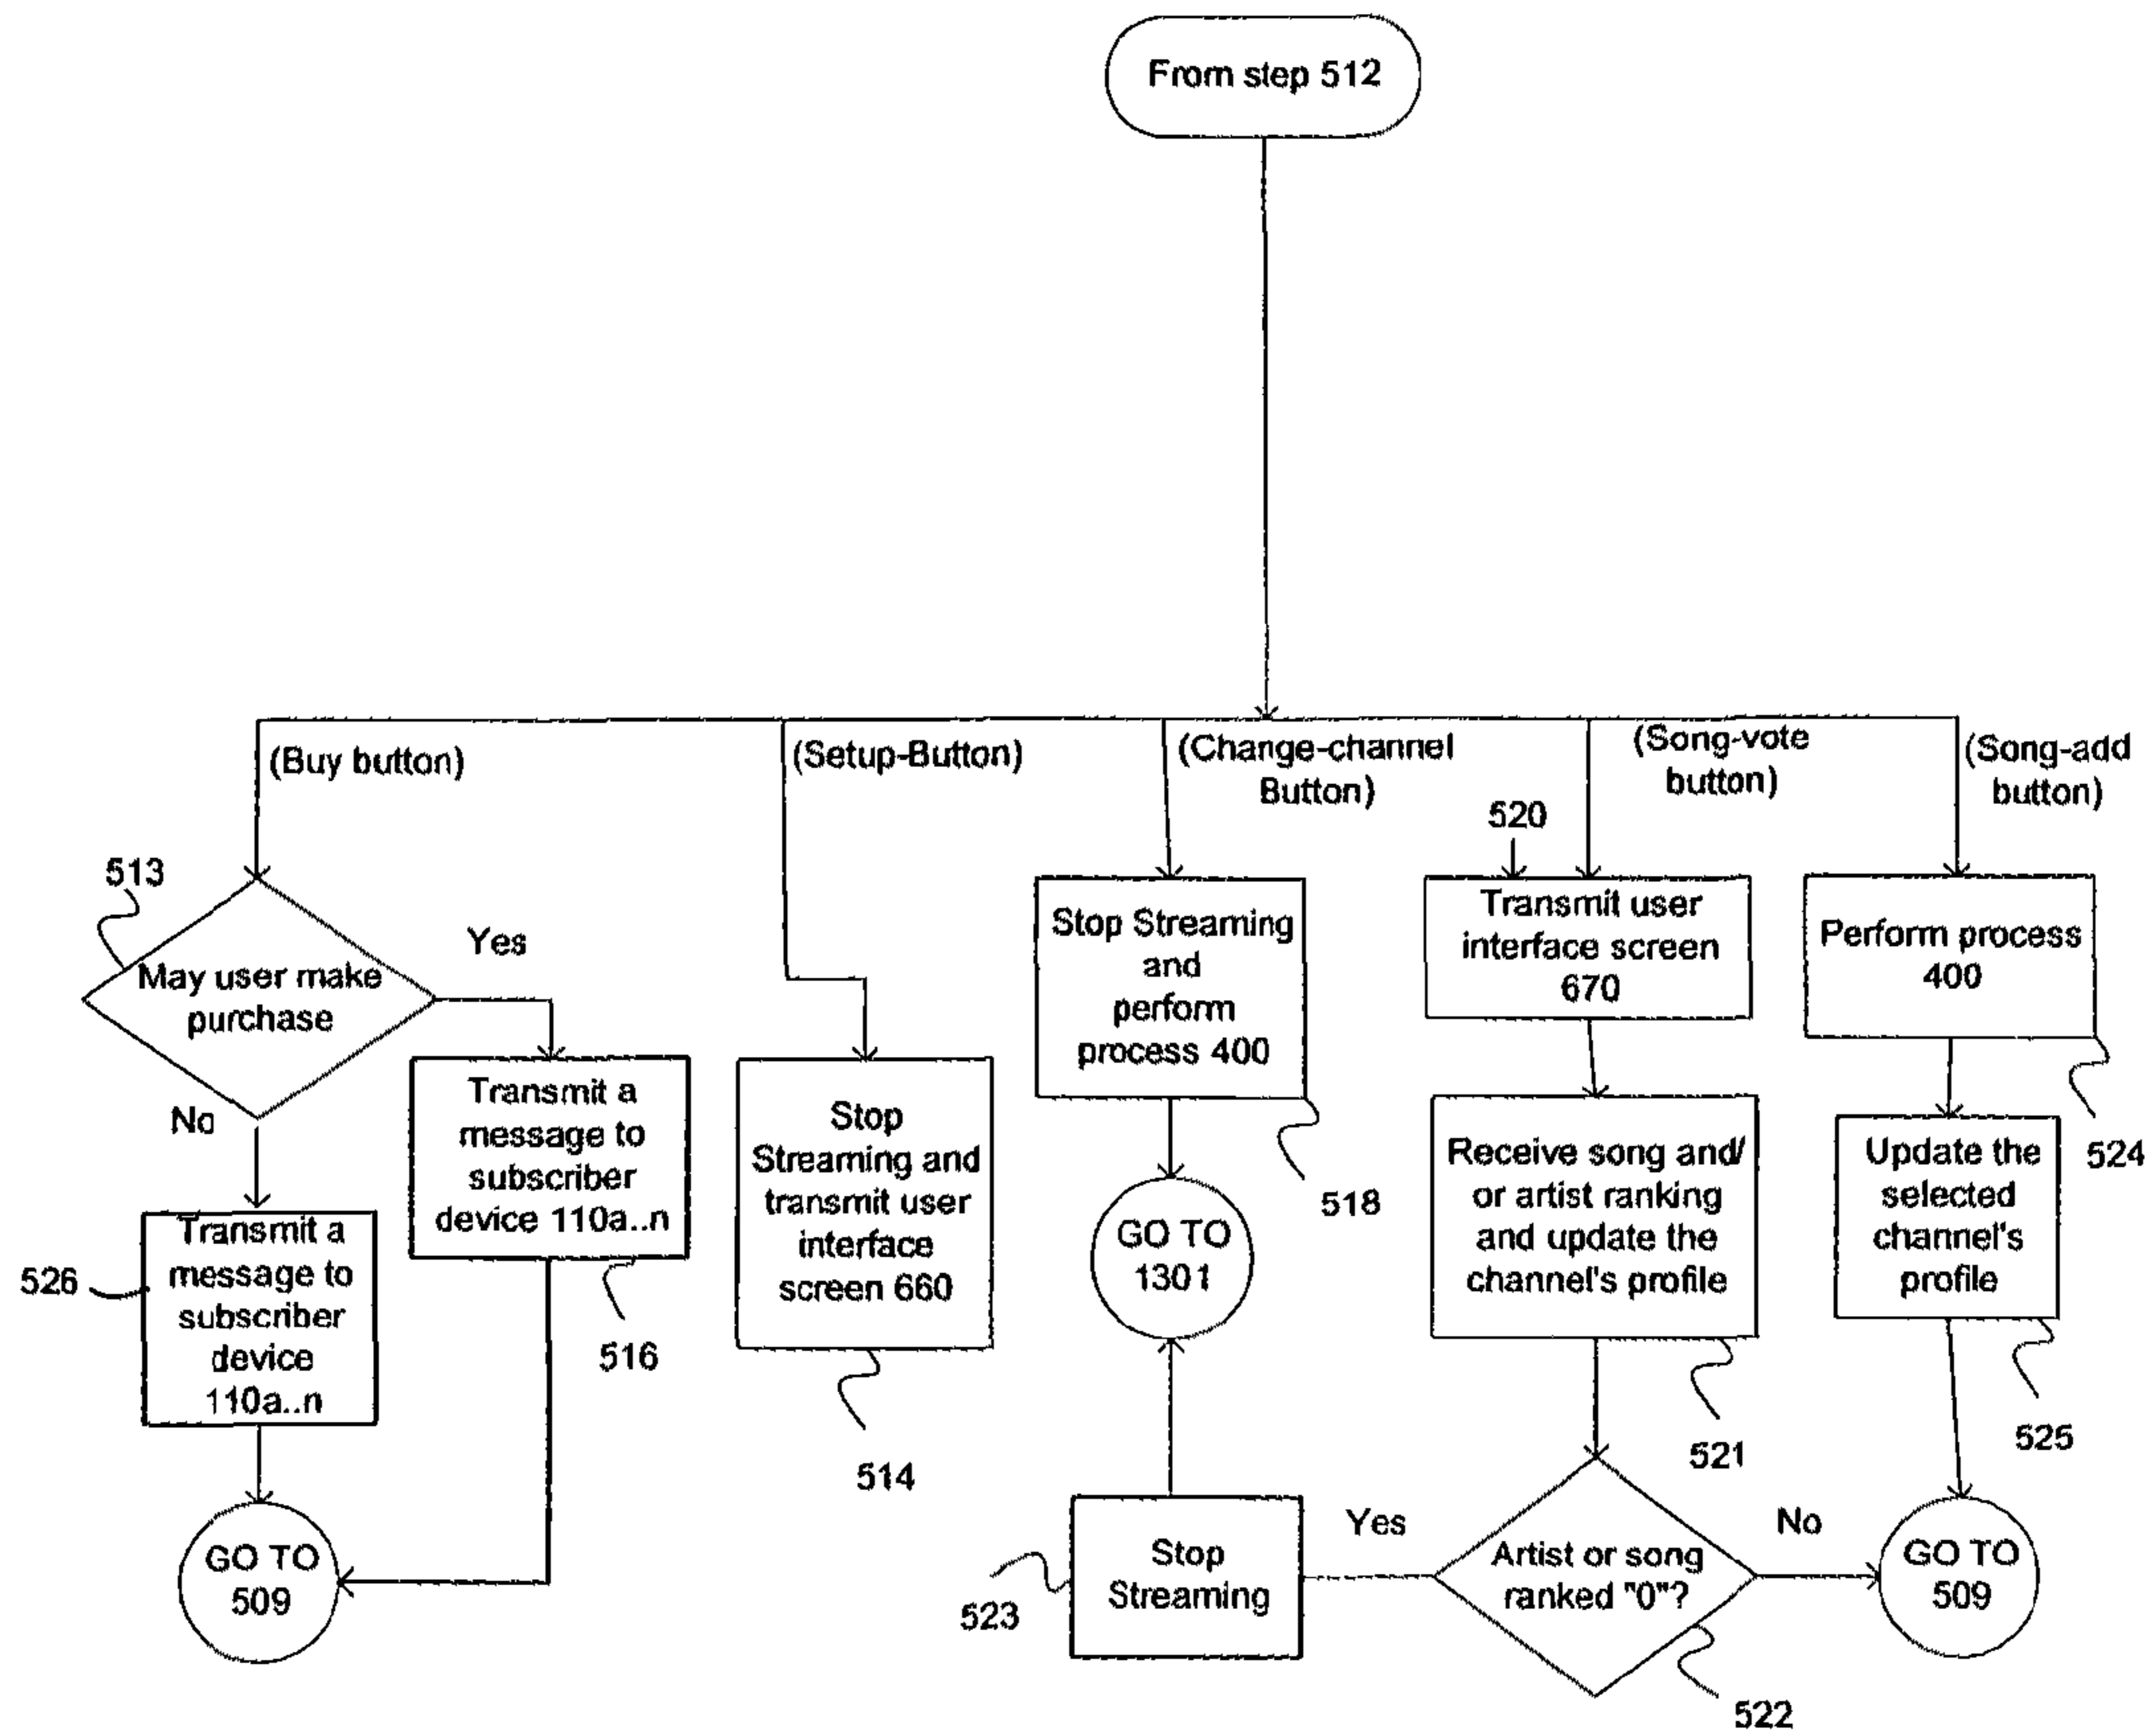 From step 512
(Buy button)
(Setup-Button)
(Change-channel
Button)
(Song-vote
button)
(Song-add
button)
513
May user make
purchase
Yes
No
Transmit a
message to
subscriber
device 110a..n
516
526
Transmit a
message to
subscriber
device
110a..n
GO TO
509
Stop
Streaming and
transmit user
interface
screen 660
514
Stop Streaming
and
perform
process 400
518
GO TO
1301
Stop
Streaming
523
520
Transmit user
interface screen
670
Receive song and/
or artist ranking
and update the
channel's profile
521
Yes
Artist or song
ranked "0"?
522
No
Perform process
400
524
Update the
selected
channel's
profile
525
GO TO
509